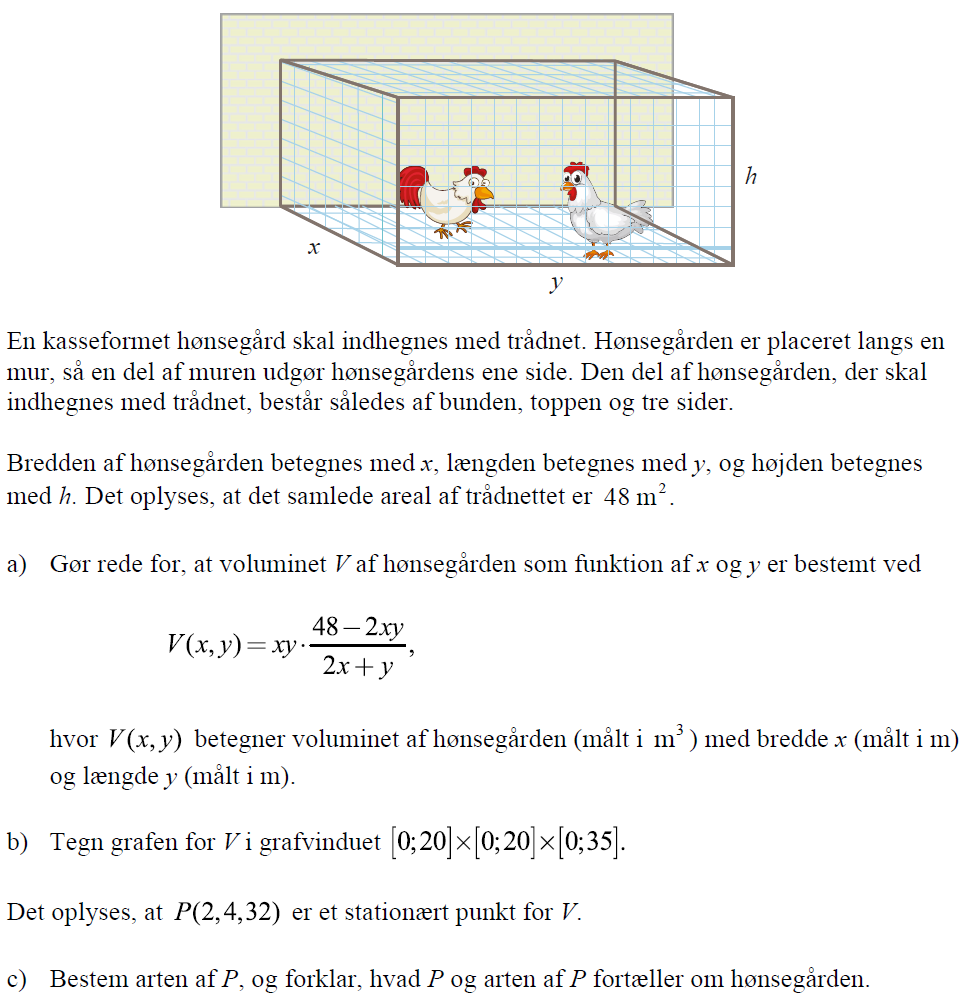 h
x
y
En kasseformet hønsegård skal indhegnes med trådnet. Hønsegården er placeret langs en
mur, så en del af muren udgør hønsegårdens ene side. Den del af hønsegården, der skal
indhegnes med trådnet, består således af bunden, toppen og tre sider.
Bredden af hønsegården betegnes med x, længden betegnes med y, og højden betegnes
med h. Det oplyses, at det samlede areal af trådnettet er 48 m².
a) Gør rede for, at voluminet V af hønsegården som funktion af x og y er bestemt ved
V(x, y) = xy · (48 − 2xy)/(2x + y),
hvor V(x, y) betegner voluminet af hønsegården (målt i m³) med bredde x (målt i m)
og længde y (målt i m).
b) Tegn grafen for V i grafvinduet [0;20]×[0;20]×[0;35].
Det oplyses, at P(2,4,32) er et stationært punkt for V.
c) Bestem arten af P, og forklar, hvad P og arten af P fortæller om hønsegården.